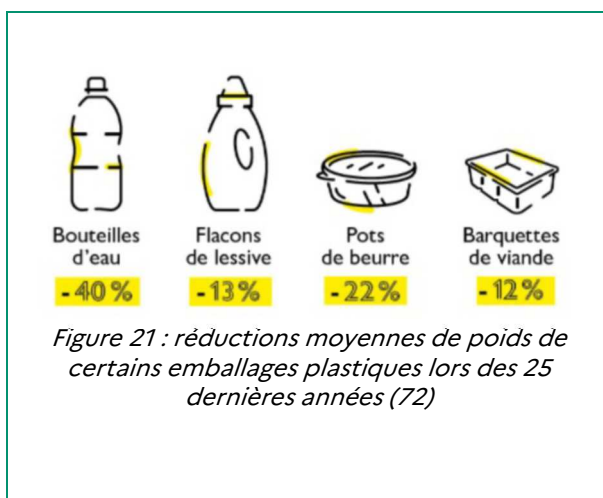 Bouteilles
d'eau
-40%
Flacons
de lessive
-13%
Pots
de beurre
-22%
Barquettes
de viande
-12%
Figure 21 : réductions moyennes de poids de
certains emballages plastiques lors des 25
dernières années (72)